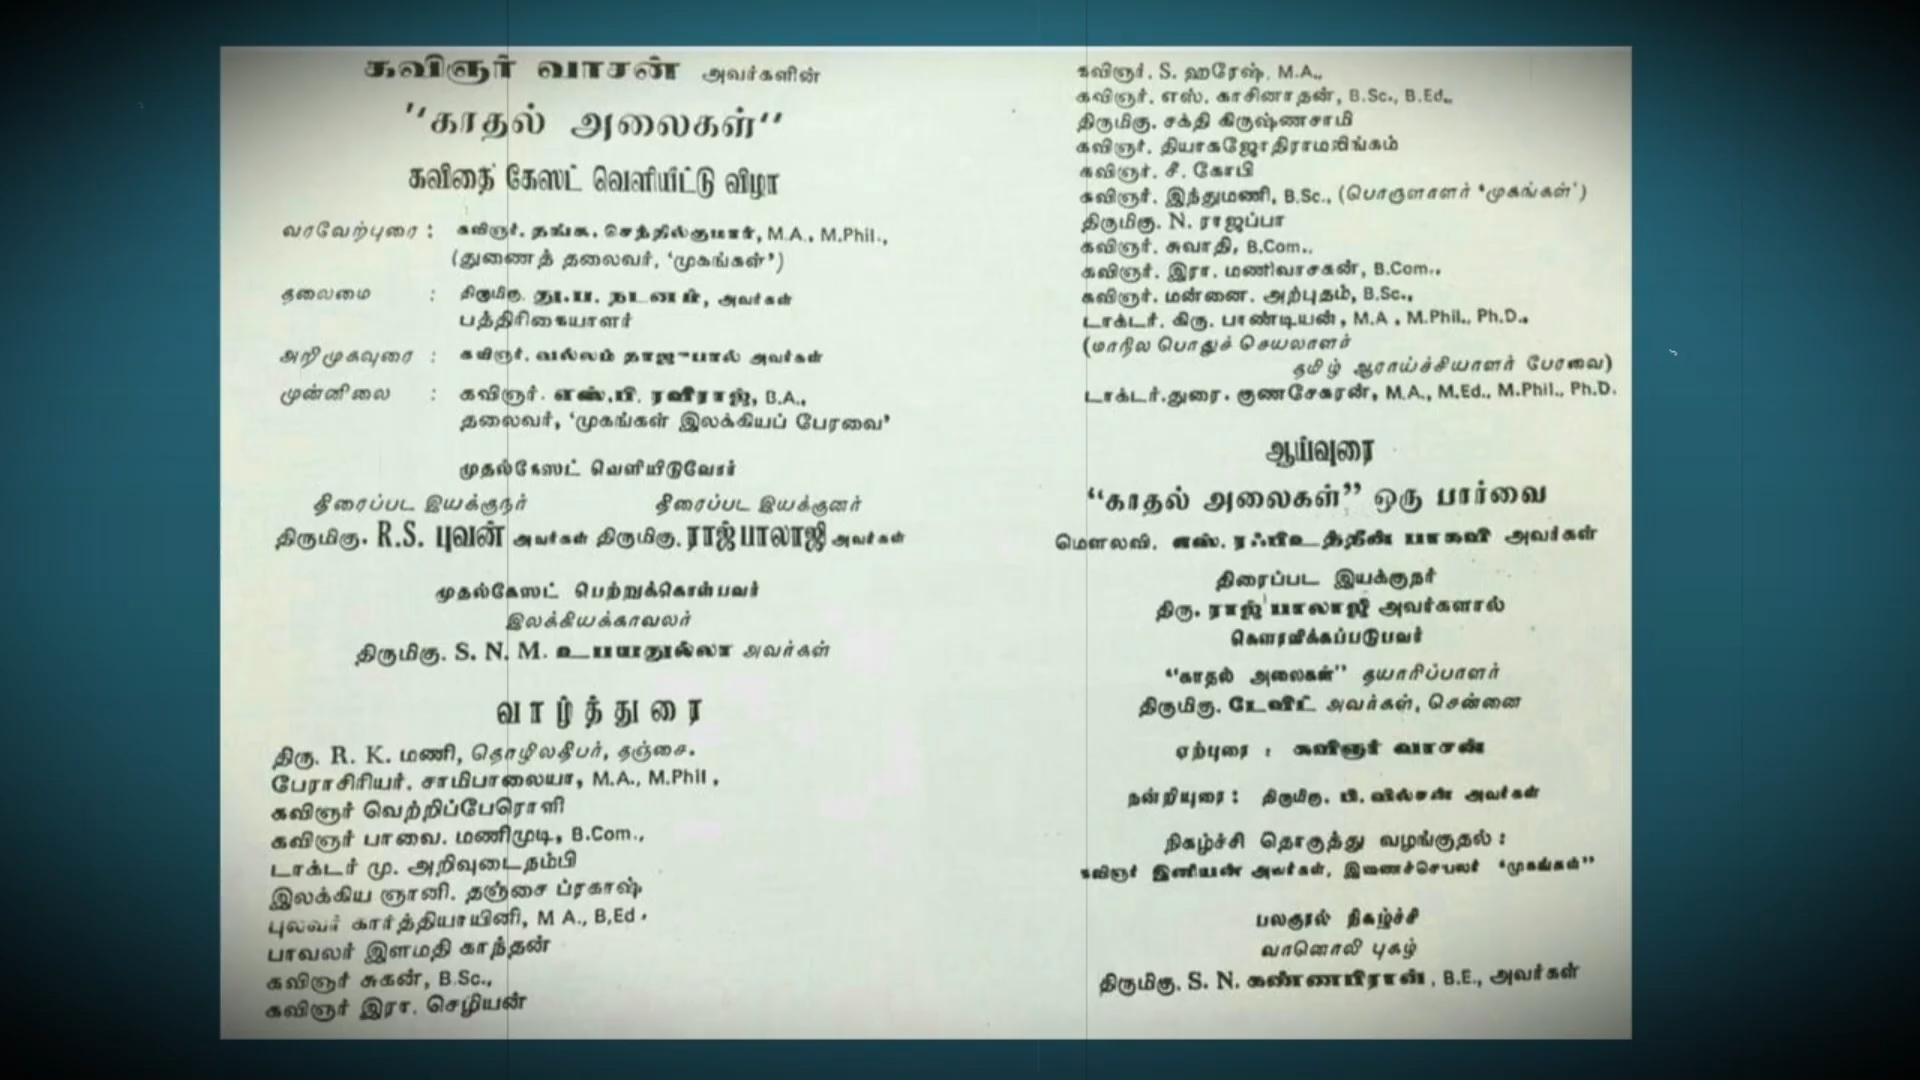 கவிஞர் வாசன் அவர்களின்
"காதல் அலைகள்"
கவிதை கேஸட் வெளியீட்டு விழா
வரவேற்புரை : கவிஞர். தங்க. செந்தில்குமார், M.A., M.Phil.,
(துணைத் தலைவர், 'முகங்கள்')
தலைமை : திருமிகு. து.ப. நடனம், அவர்கள்
பத்திரிகையாளர்
அறிமுகவுரை : கவிஞர். வல்லம் தாஜுபால் அவர்கள்
முன்னிலை : கவிஞர். எஸ்.பி. ரவீராஜ், B.A.,
தலைவர், 'முகங்கள் இலக்கியப் பேரவை'
முதல்கேஸட் வெளியிடுவோர்
திரைப்பட இயக்குநர் திரைப்பட இயக்குனர்
திருமிகு. R.S. புவன் அவர்கள் திருமிகு. ராஜ்பாலாஜி அவர்கள்
முதல்கேஸட் பெற்றுக்கொள்பவர்
இலக்கியக்காவலர்
திருமிகு. S. N. M. உபயதுல்லா அவர்கள்
வாழ்த்துரை
திரு. R. K. மணி, தொழிலதிபர், தஞ்சை.
பேராசிரியர். சாமிபாலையா, M.A., M.Phil.,
கவிஞர் வெற்றிப்பேரொளி
கவிஞர் பாவை. மணிமுடி, B.Com.,
டாக்டர் மு. அறிவுடைநம்பி
இலக்கிய ஞானி. தஞ்சை ப்ரகாஷ்
புலவர் கார்த்தியாயினி, M A., B,Ed.
பாவலர் இளமதி காந்தன்
கவிஞர் சுகன், B.Sc.,
கவிஞர் இரா. செழியன்
கவிஞர். S. ஹரேஷ், M.A.,
கவிஞர். எஸ். காசினாதன், B.Sc., B.Ed.,
திருமிகு. சக்தி கிருஷ்ணசாமி
கவிஞர். தியாகஜோதிராமலிங்கம்
கவிஞர். சீ. கோபி
கவிஞர். இந்துமணி, B.Sc., (பொருளாளர் 'முகங்கள்')
திருமிகு. N. ராஜப்பா
கவிஞர். சுவாதி, B.Com.,
கவிஞர். இரா. மணிவாசகன், B.Com.,
கவிஞர். மன்னை. அற்புதம், B.Sc.,
டாக்டர். கிரு. பாண்டியன், M.A., M.Phil., Ph.D.,
(மாநில பொதுச் செயலாளர்
தமிழ் ஆராய்ச்சியாளர் பேரவை)
டாக்டர்.துரை. குணசேகரன், M.A., M.Ed., M.Phil., Ph.D.
ஆய்வுரை
"காதல் அலைகள்" ஒரு பார்வை
மௌலவி. எஸ். ரஃபிஉத்தீன் பாகவி அவர்கள்
திரைப்பட இயக்குநர்
திரு. ராஜ் பாலாஜி அவர்களால்
கௌரவிக்கப்படுபவர்
"காதல் அலைகள்" தயாரிப்பாளர்
திருமிகு. டேவிட் அவர்கள், சென்னை
ஏற்புரை : கவிஞர் வாசன்
நன்றியுரை : திருமிகு. பி. வில்சன் அவர்கள்
நிகழ்ச்சி தொகுத்து வழங்குதல் :
கவிஞர் இனியன் அவர்கள், இணைச்செயலர் 'முகங்கள்"
பலகுரல் நிகழ்ச்சி
வானொலி புகழ்
திருமிகு. S. N. கண்ணபிரான், B.E., அவர்கள்